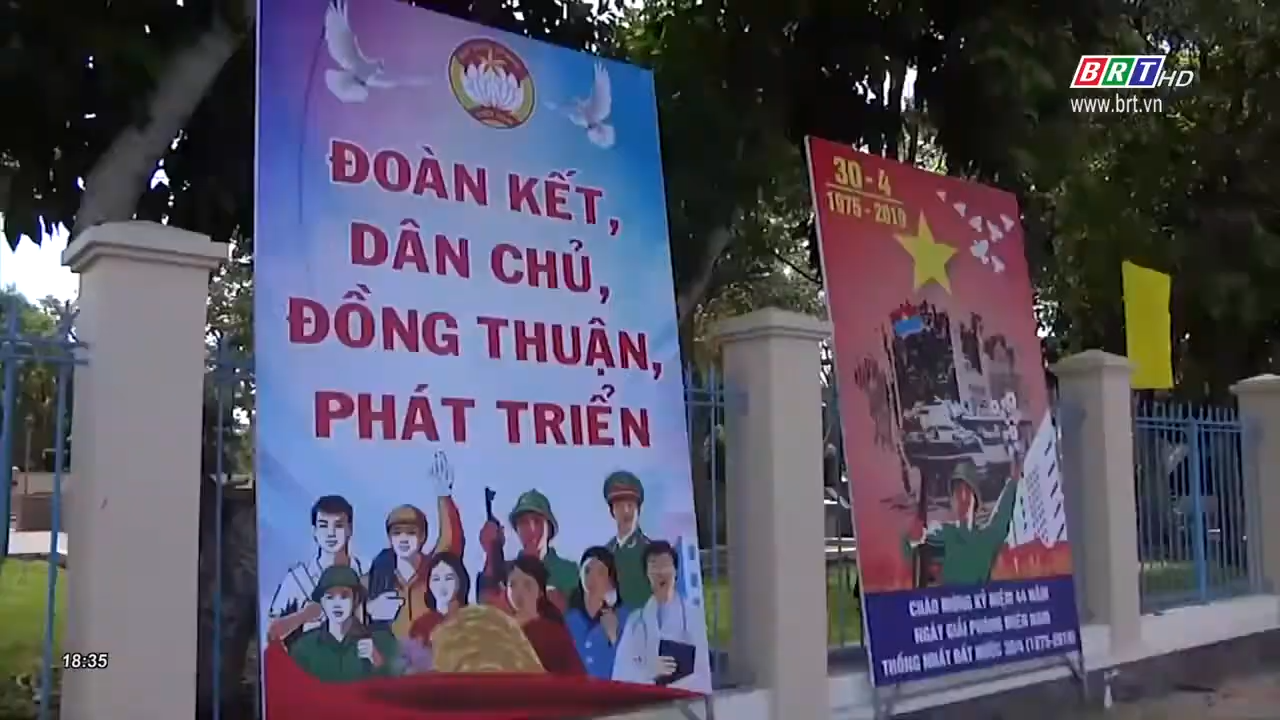 BRT HD
www.brt.vn
ĐOÀN KẾT,
DÂN CHỦ,
ĐỒNG THUẬN,
PHÁT TRIỂN
30-4
1975-2019
CHÀO MỪNG KỶ NIỆM 44 NĂM
NGÀY GIẢI PHÓNG MIỀN NAM
THỐNG NHẤT ĐẤT NƯỚC 30/4 (1975-2019)
18:35